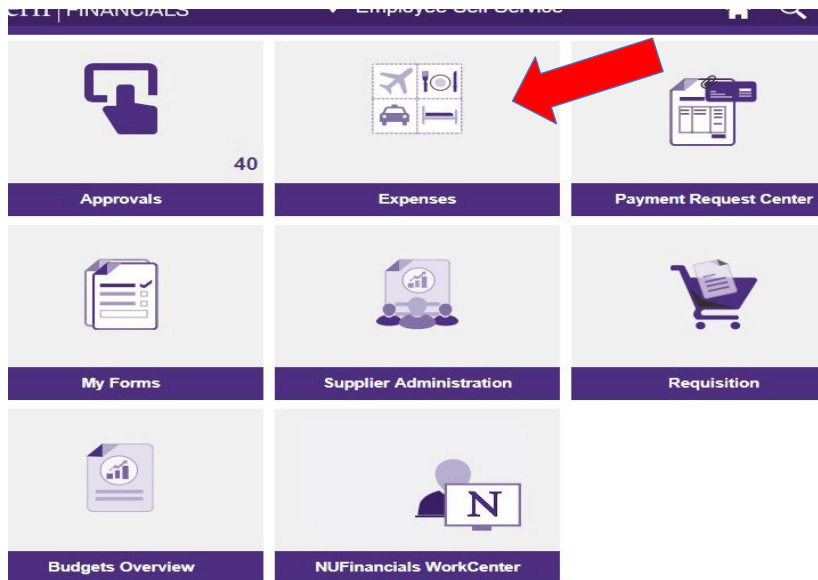 FINANCIALS
Employee Self Service
40
Approvals
Expenses
Payment Request Center
My Forms
Supplier Administration
Requisition
N
Budgets Overview
NUFinancials WorkCenter